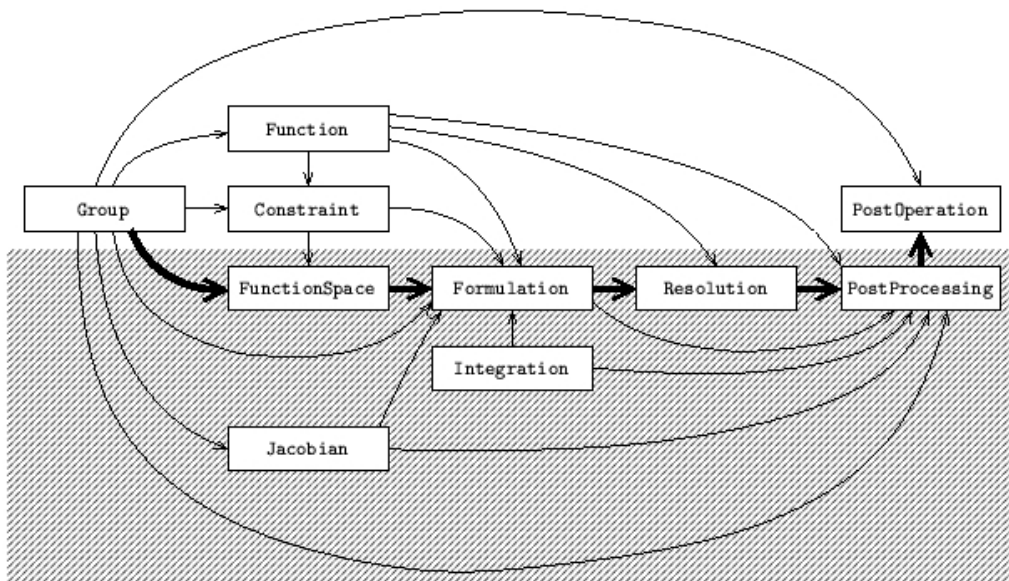 Function
Group
Constraint
PostOperation
FunctionSpace
Formulation
Resolution
PostProcessing
Integration
Jacobian